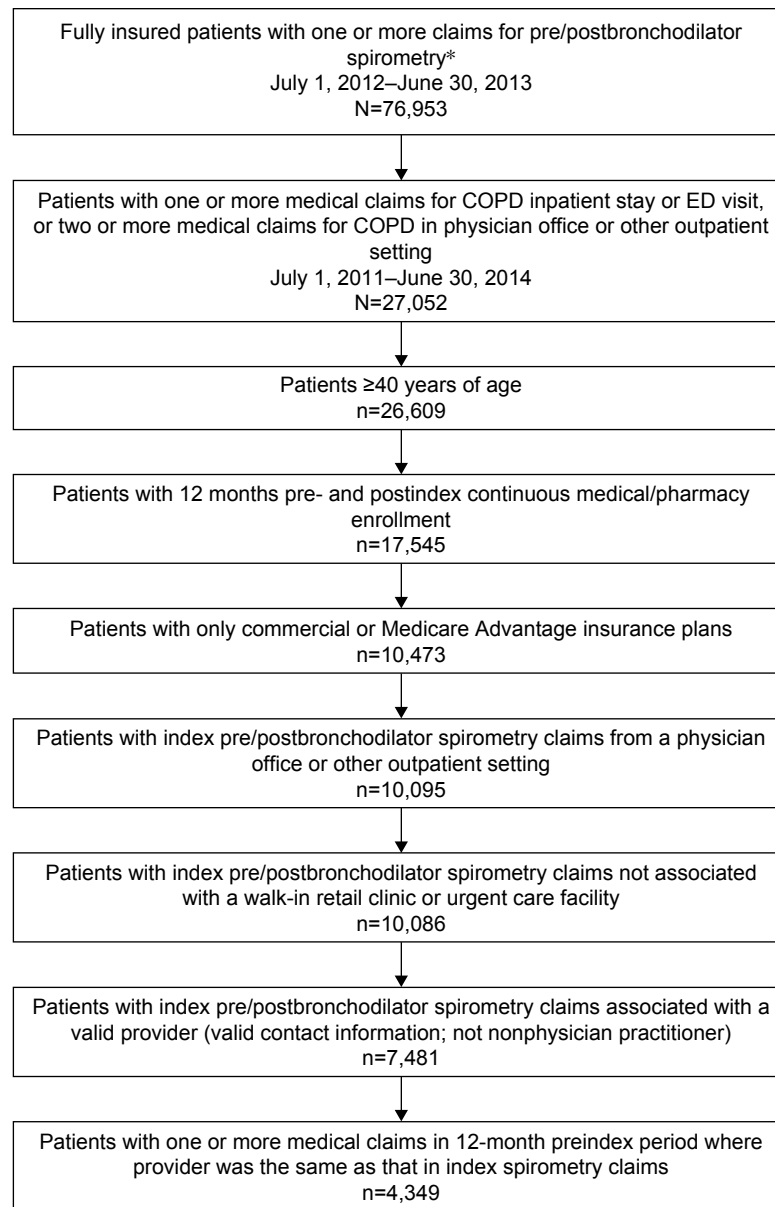 Fully insured patients with one or more claims for pre/postbronchodilator
spirometry*
July 1, 2012–June 30, 2013
N=76,953
Patients with one or more medical claims for COPD inpatient stay or ED visit,
or two or more medical claims for COPD in physician office or other outpatient
setting
July 1, 2011–June 30, 2014
N=27,052
Patients ≥40 years of age
n=26,609
Patients with 12 months pre- and postindex continuous medical/pharmacy
enrollment
n=17,545
Patients with only commercial or Medicare Advantage insurance plans
n=10,473
Patients with index pre/postbronchodilator spirometry claims from a physician
office or other outpatient setting
n=10,095
Patients with index pre/postbronchodilator spirometry claims not associated
with a walk-in retail clinic or urgent care facility
n=10,086
Patients with index pre/postbronchodilator spirometry claims associated with a
valid provider (valid contact information; not nonphysician practitioner)
n=7,481
Patients with one or more medical claims in 12-month preindex period where
provider was the same as that in index spirometry claims
n=4,349